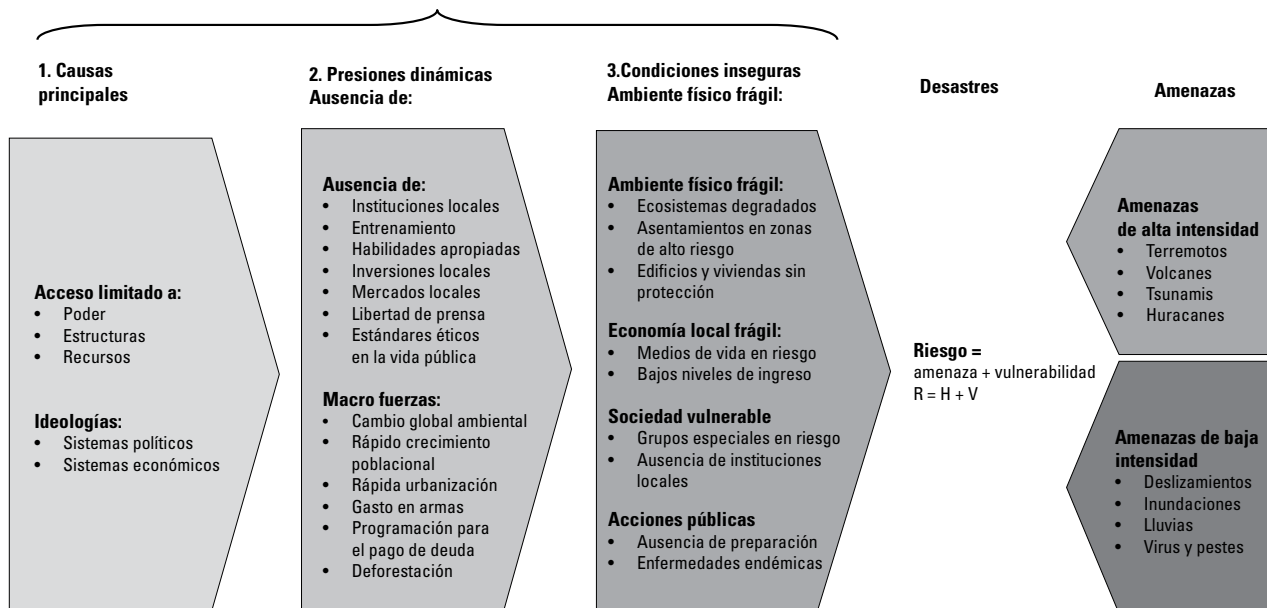 1. Causas
principales
2. Presiones dinámicas
Ausencia de:
3.Condiciones inseguras
Ambiente físico frágil:
Desastres
Amenazas
Acceso limitado a:
• Poder
• Estructuras
• Recursos
Ideologías:
• Sistemas políticos
• Sistemas económicos
Ausencia de:
• Instituciones locales
• Entrenamiento
• Habilidades apropiadas
• Inversiones locales
• Mercados locales
• Libertad de prensa
• Estándares éticos
en la vida pública
Macro fuerzas:
• Cambio global ambiental
• Rápido crecimiento
poblacional
• Rápida urbanización
• Gasto en armas
• Programación para
el pago de deuda
• Deforestación
Ambiente físico frágil:
• Ecosistemas degradados
• Asentamientos en zonas
de alto riesgo
• Edificios y viviendas sin
protección
Economía local frágil:
• Medios de vida en riesgo
• Bajos niveles de ingreso
Sociedad vulnerable
• Grupos especiales en riesgo
• Ausencia de instituciones
locales
Acciones públicas
• Ausencia de preparación
• Enfermedades endémicas
Riesgo =
amenaza + vulnerabilidad
R = H + V
Amenazas
de alta intensidad
• Terremotos
• Volcanes
• Tsunamis
• Huracanes
Amenazas de baja
intensidad
• Deslizamientos
• Inundaciones
• Lluvias
• Virus y pestes